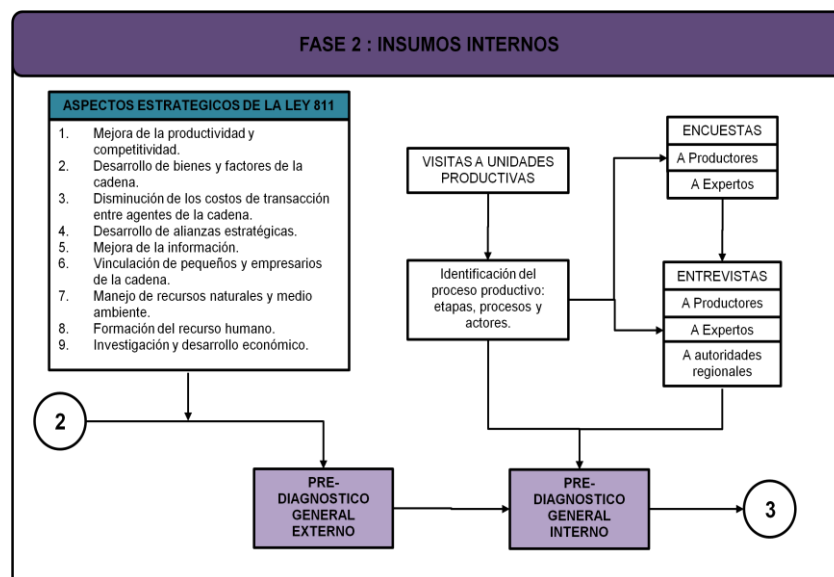 FASE 2 : INSUMOS INTERNOS
ASPECTOS ESTRATEGICOS DE LA LEY 811
1. Mejora de la productividad y
competitividad.
2. Desarrollo de bienes y factores de la
cadena.
3. Disminución de los costos de transacción
entre agentes de la cadena.
4. Desarrollo de alianzas estratégicas.
5. Mejora de la información.
6. Vinculación de pequeños y empresarios
de la cadena.
7. Manejo de recursos naturales y medio
ambiente.
8. Formación del recurso humano.
9. Investigación y desarrollo económico.
VISITAS A UNIDADES
PRODUCTIVAS
Identificación del
proceso productivo:
etapas, procesos y
actores.
ENCUESTAS
A Productores
A Expertos
ENTREVISTAS
A Productores
A Expertos
A autoridades
regionales
2
PRE-
DIAGNOSTICO
GENERAL
EXTERNO
PRE-
DIAGNOSTICO
GENERAL
INTERNO
3